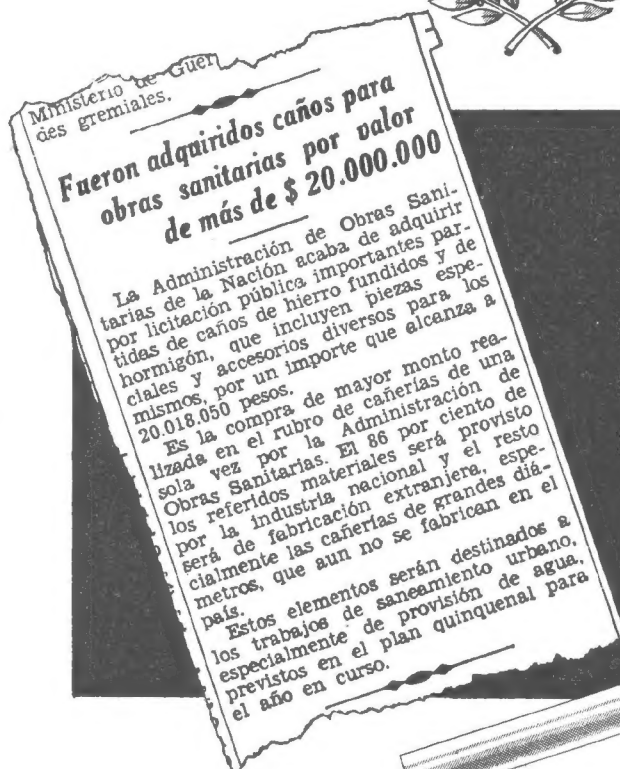 Ministerio de Guer
des gremiales.
Fueron adquiridos caños para
obras sanitarias por valor
de más de $ 20.000.000
La Administración de Obras Sani-
tarias de la Nación acaba de adquirir
por licitación pública importantes par-
tidas de caños de hierro fundidos y de
hormigón, que incluyen piezas espe-
ciales y accesorios diversos para los
mismos, por un importe que alcanza a
20.018.050 pesos.
Es la compra de mayor monto rea-
lizada en el rubro de cañerías de una
sola vez por la Administración de
Obras Sanitarias. El 86 por ciento de
los referidos materiales será provisto
por la industria nacional y el resto
será de fabricación extranjera, espe-
cialmente las cañerías de grandes diá-
metros, que aun no se fabrican en el
país.
Estos elementos serán destinados a
los trabajos de saneamiento urbano,
especialmente de provisión de agua,
previstos en el plan quinquenal para
el año en curso.